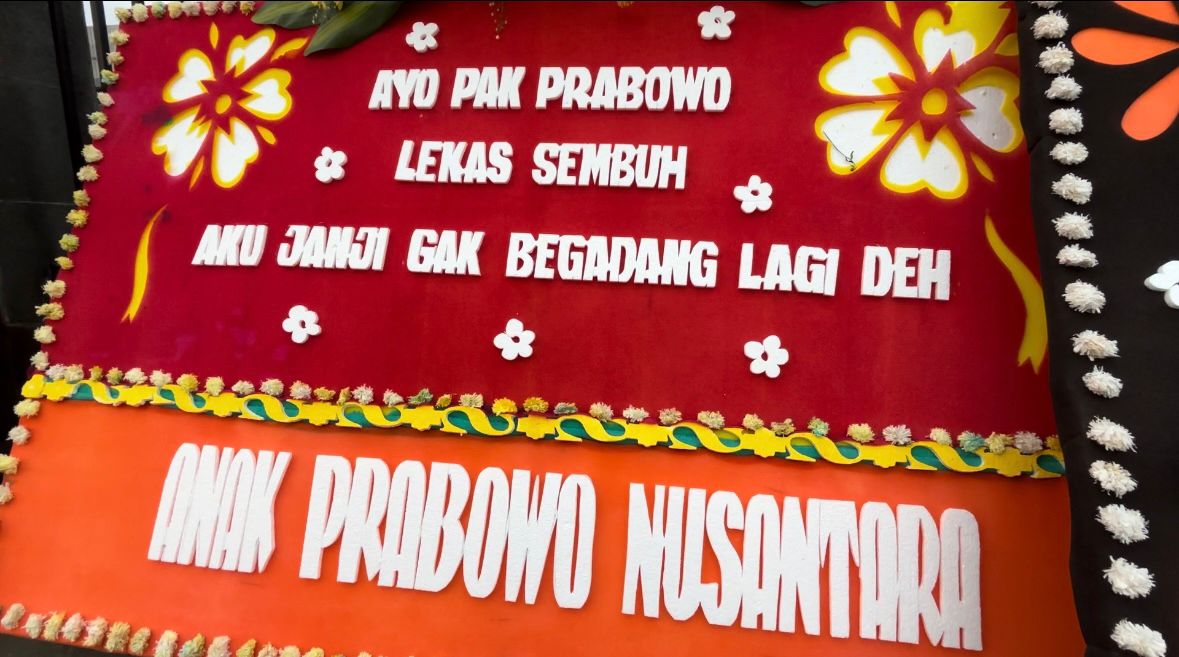 AYO PAK PRABOWO
LEKAS SEMBUH
AKU JANJI GAK BEGADANG LAGI DEH
ANAK PRABOWO NUSANTARA